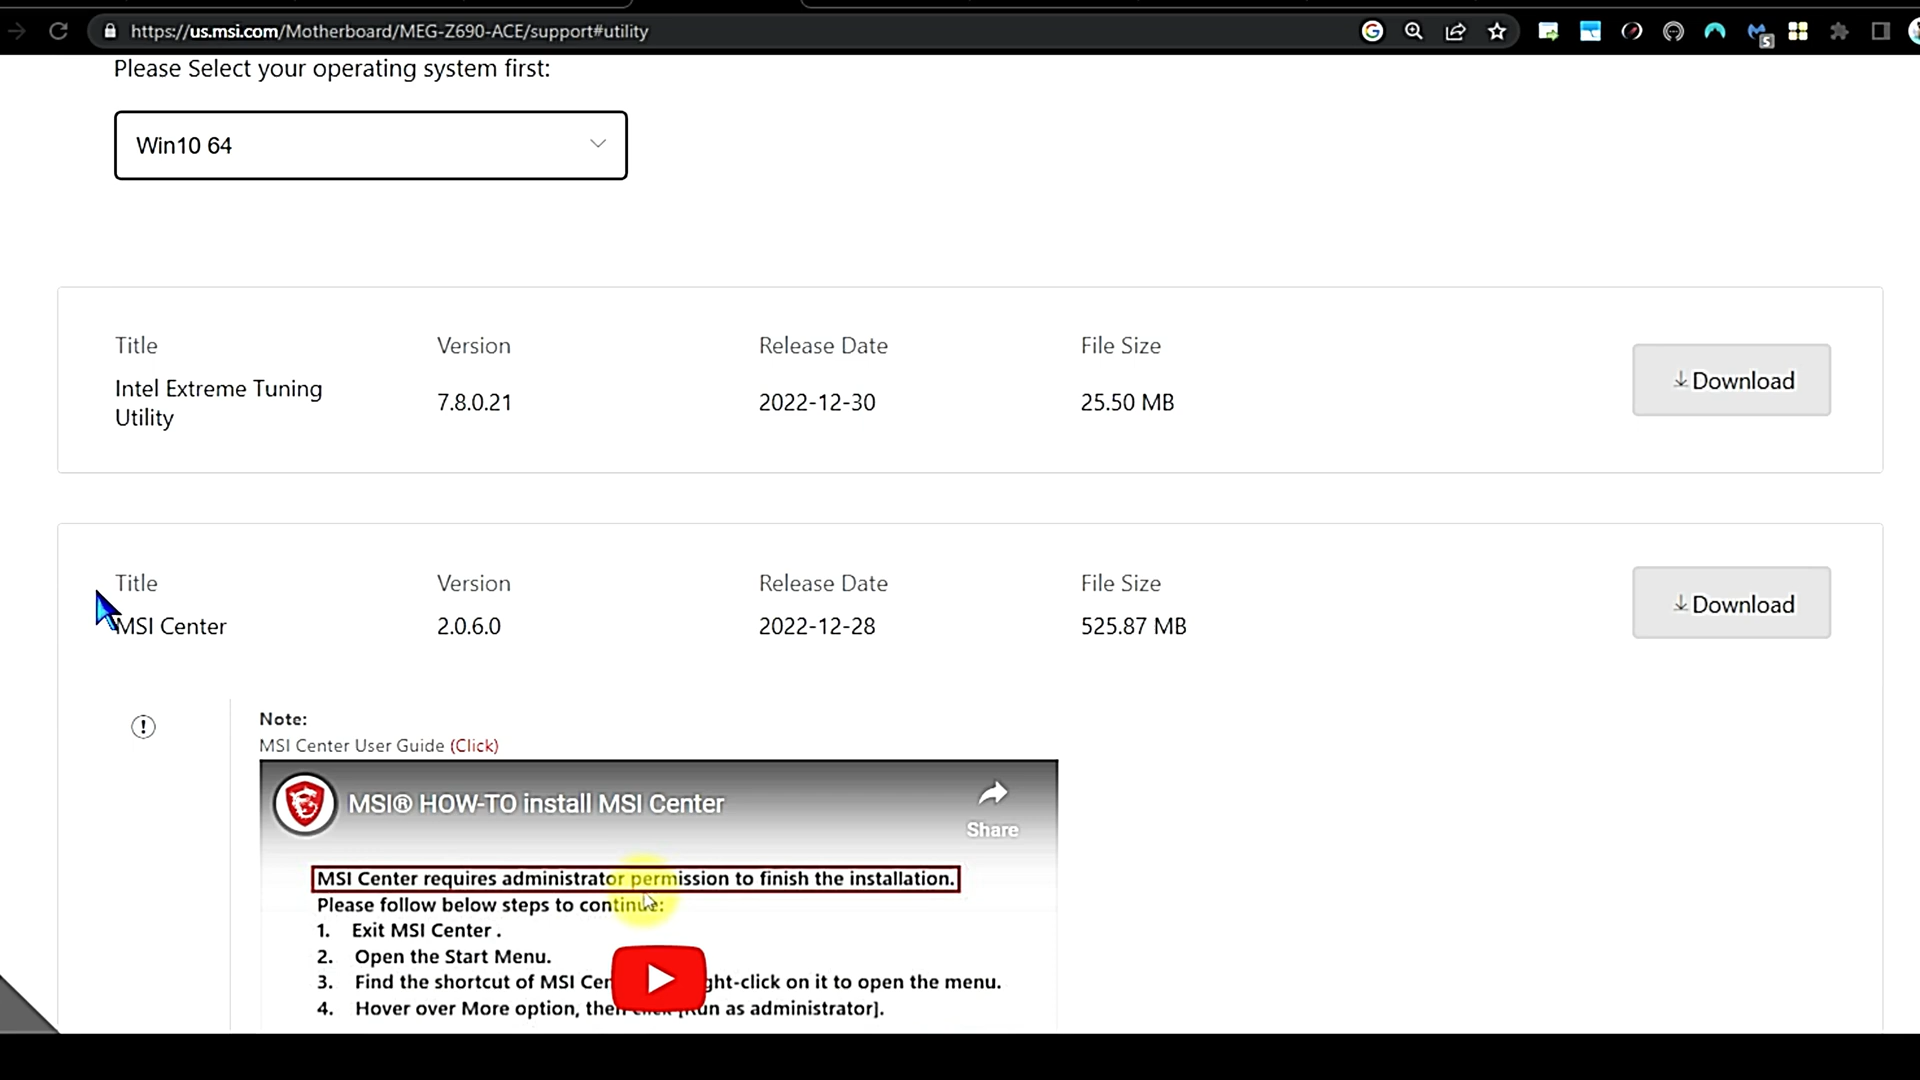 https://us.msi.com/Motherboard/MEG-Z690-ACE/support#utility
Please Select your operating system first:
Win10 64
Title Version Release Date File Size
Intel Extreme Tuning
Utility
7.8.0.21 2022-12-30 25.50 MB
Download
Title Version Release Date File Size
MSI Center 2.0.6.0 2022-12-28 525.87 MB
Download
Note:
MSI Center User Guide (Click)
MSI® HOW-TO install MSI Center
Share
MSI Center requires administrator permission to finish the installation.
Please follow below steps to continue:
1. Exit MSI Center .
2. Open the Start Menu.
3. Find the shortcut of MSI on it to open the menu.
4. Hover over More option, as administrator].